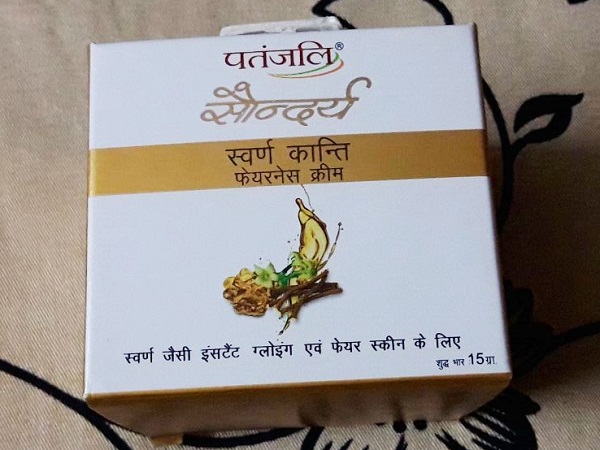 पतंजलि®
सौन्दर्य
स्वर्ण कान्ति
फेयरनेस क्रीम
स्वर्ण जैसी इंसटैंट ग्लोइंग एवं फेयर स्कीन के लिए
शुद्ध भार 15ग्रा.